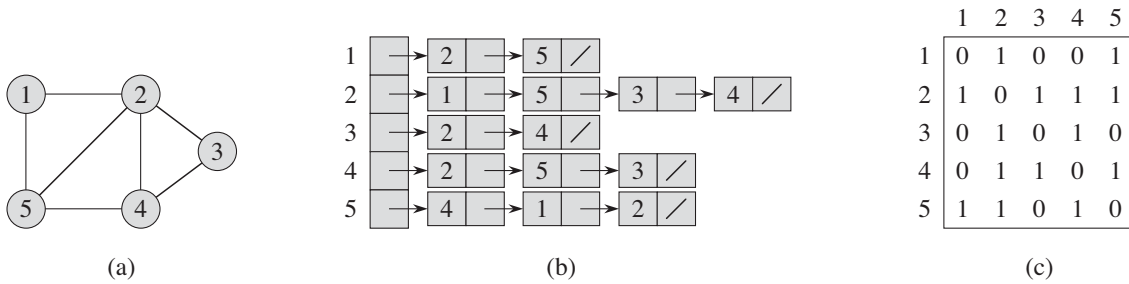 1 2
3
5 4
(a)
1 2 5 /
2 1 5 3 4 /
3 2 4 /
4 2 5 3 /
5 4 1 2 /
(b)
1 2 3 4 5
1 0 1 0 0 1
2 1 0 1 1 1
3 0 1 0 1 0
4 0 1 1 0 1
5 1 1 0 1 0
(c)